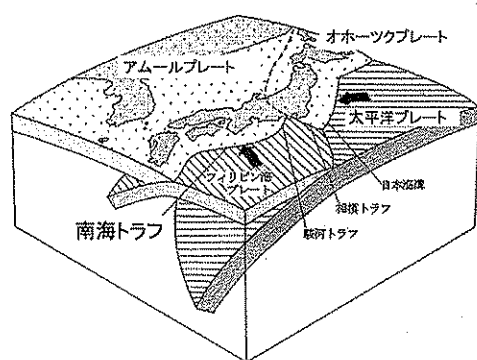 オホーツクプレート
アムールプレート
太平洋プレート
フィリピン海
プレート
日本海溝
相模トラフ
南海トラフ
駿河トラフ